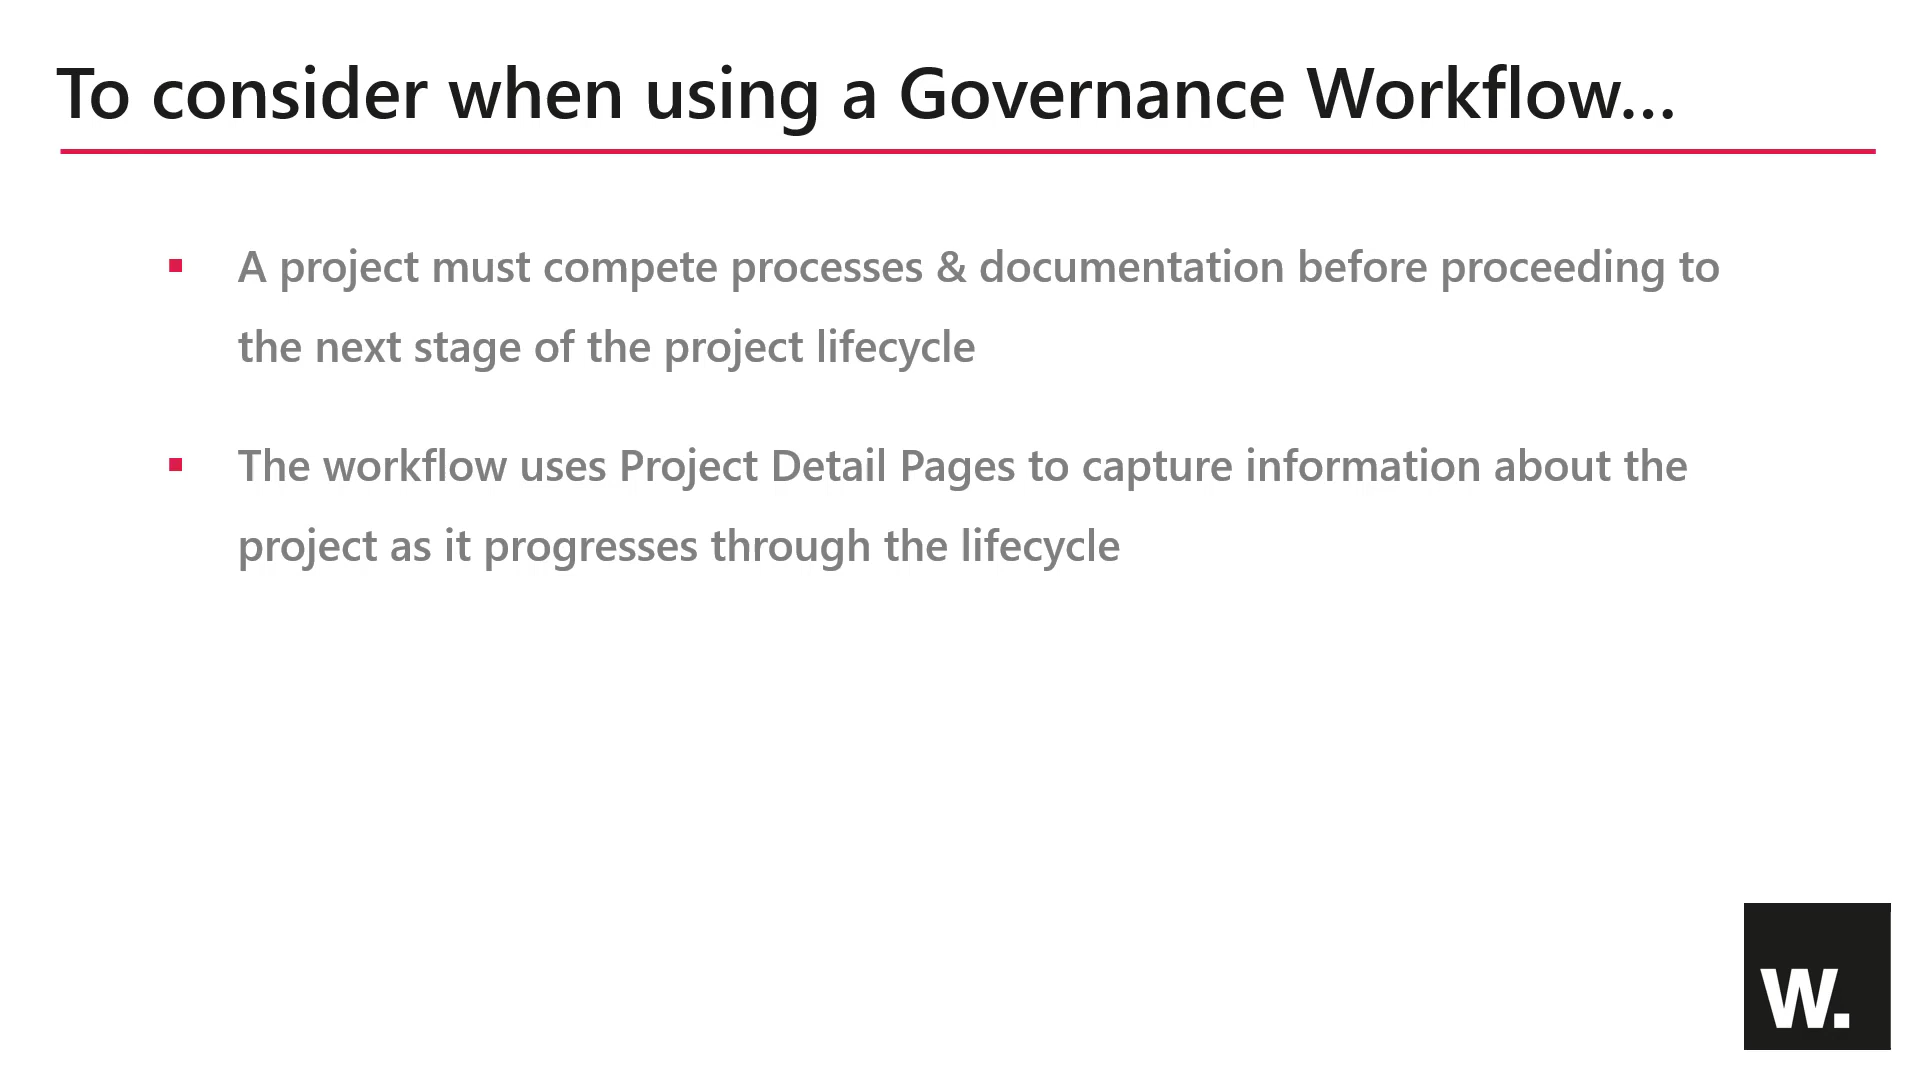 To consider when using a Governance Workflow...
▪ A project must compete processes & documentation before proceeding to
the next stage of the project lifecycle
▪ The workflow uses Project Detail Pages to capture information about the
project as it progresses through the lifecycle
W.